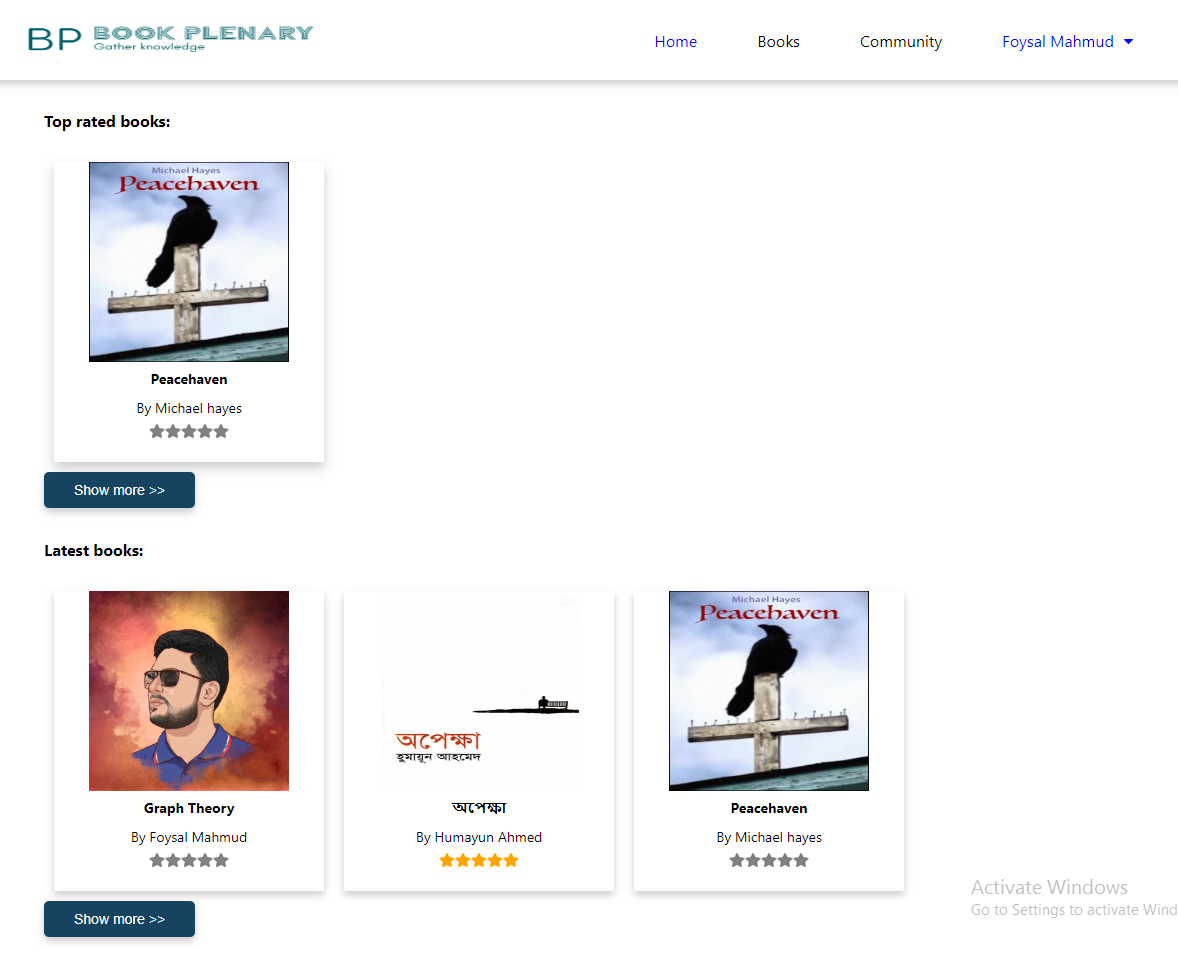 BP BOOK PLENARY
Gather knowledge
Home Books Community Foysal Mahmud
Top rated books:
Michael Hayes
Peacehaven
Peacehaven
By Michael hayes
Show more >>
Latest books:
অপেক্ষা
হুমায়ূন আহমেদ
Michael Hayes
Peacehaven
Graph Theory
অপেক্ষা
Peacehaven
By Foysal Mahmud
By Humayun Ahmed
By Michael hayes
Show more >>
Activate Windows
Go to Settings to activate Wind